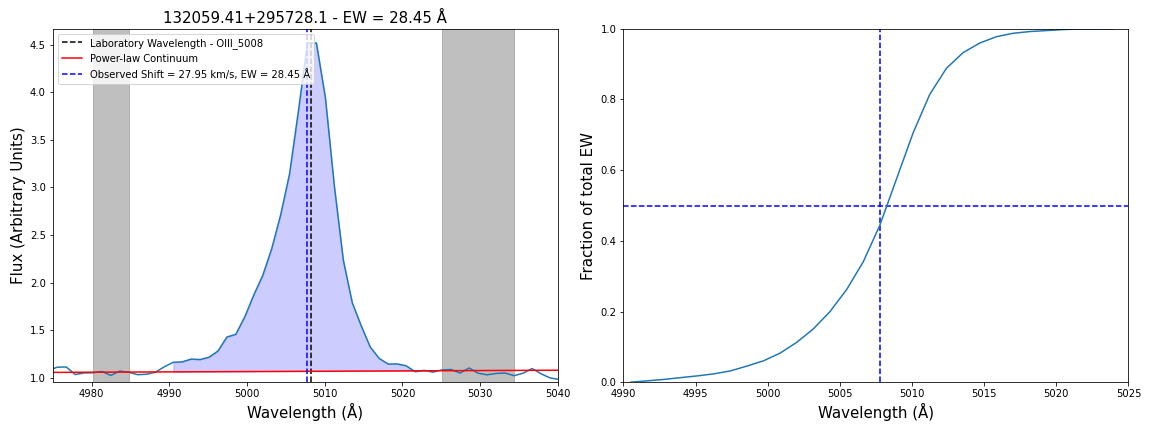 132059.41+295728.1 - EW = 28.45 Å
Laboratory Wavelength - OIII_5008
Power-law Continuum
Observed Shift = 27.95 km/s, EW = 28.45 Å
Flux (Arbitrary Units)
4.5
4.0
3.5
3.0
2.5
2.0
1.5
1.0
4980 4990 5000 5010 5020 5030 5040
Wavelength (Å)
Fraction of total EW
1.0
0.8
0.6
0.4
0.2
0.0
4990 4995 5000 5005 5010 5015 5020 5025
Wavelength (Å)